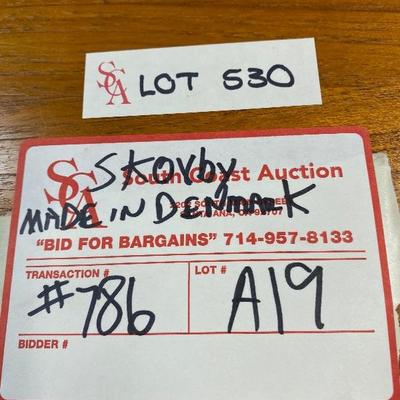 SCA LOT 530
SCA South Coast Auction
SKOVBY
MADE IN DENMARK
"BID FOR BARGAINS" 714-957-8133
TRANSACTION # LOT #
#786 A19
BIDDER #